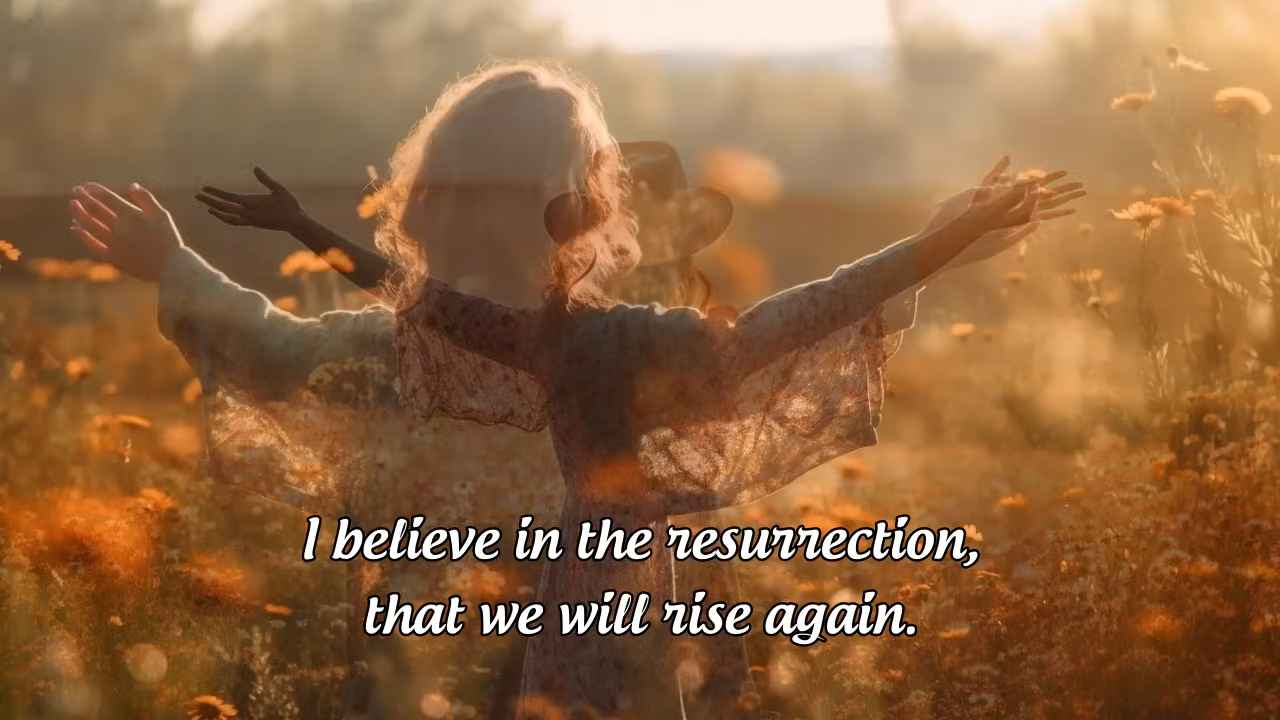 I believe in the resurrection,
that we will rise again.